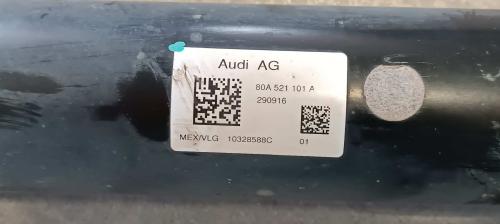 Audi AG
80A 521 101 A
290916
MEX/VLG 10328588C 01